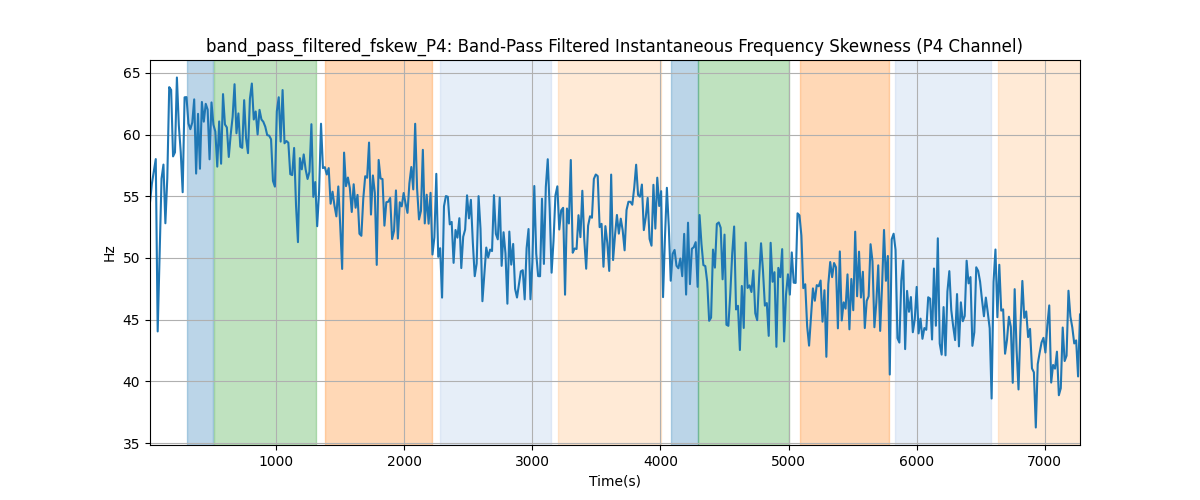 band_pass_filtered_fskew_P4: Band-Pass Filtered Instantaneous Frequency Skewness (P4 Channel)
65
60
55
50
45
40
35
Hz
1000 2000 3000 4000 5000 6000 7000
Time(s)